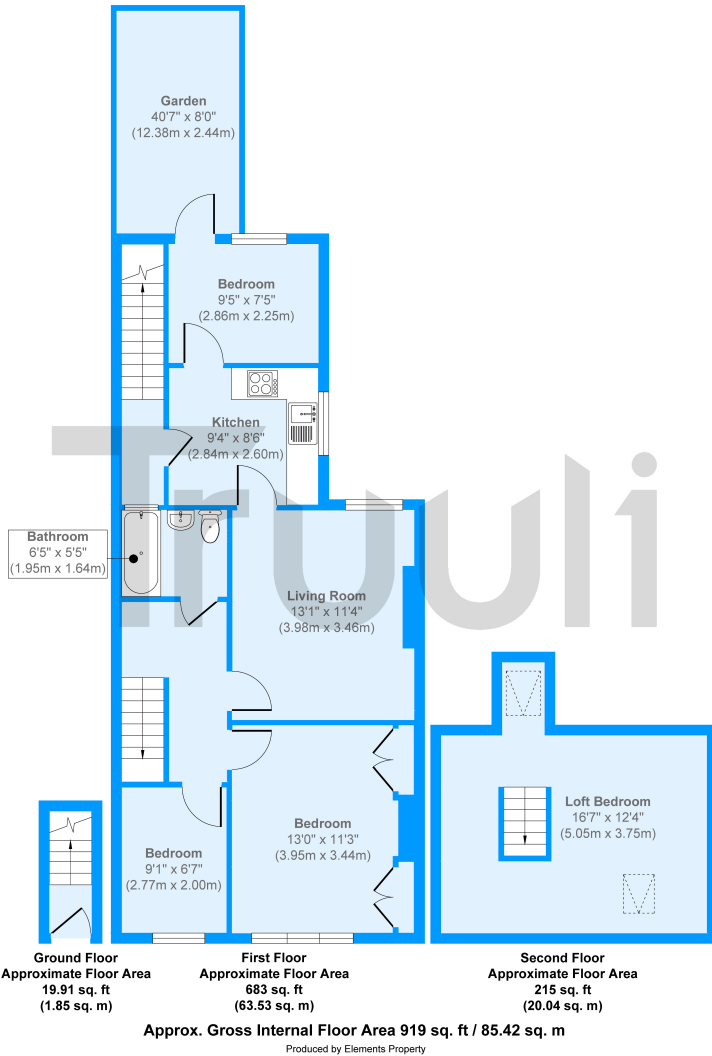 Garden
40'7" x 8'0"
(12.38m x 2.44m)
Bedroom
9'5" x 7'5"
(2.86m x 2.25m)
Kitchen
9'4" x 8'6"
(2.84m x 2.60m)
Truuli
Bathroom
6'5" x 5'5"
(1.95m x 1.64m)
Living Room
13'1" x 11'4"
(3.98m x 3.46m)
Loft Bedroom
16'7" x 12'4"
(5.05m x 3.75m)
Bedroom
13'0" x 11'3"
(3.95m x 3.44m)
Bedroom
9'1" x 6'7"
(2.77m x 2.00m)
Ground Floor
Approximate Floor Area
19.91 sq. ft
(1.85 sq. m)
First Floor
Approximate Floor Area
683 sq. ft
(63.53 sq. m)
Second Floor
Approximate Floor Area
215 sq. ft
(20.04 sq. m)
Approx. Gross Internal Floor Area 919 sq. ft / 85.42 sq. m
Produced by Elements Property